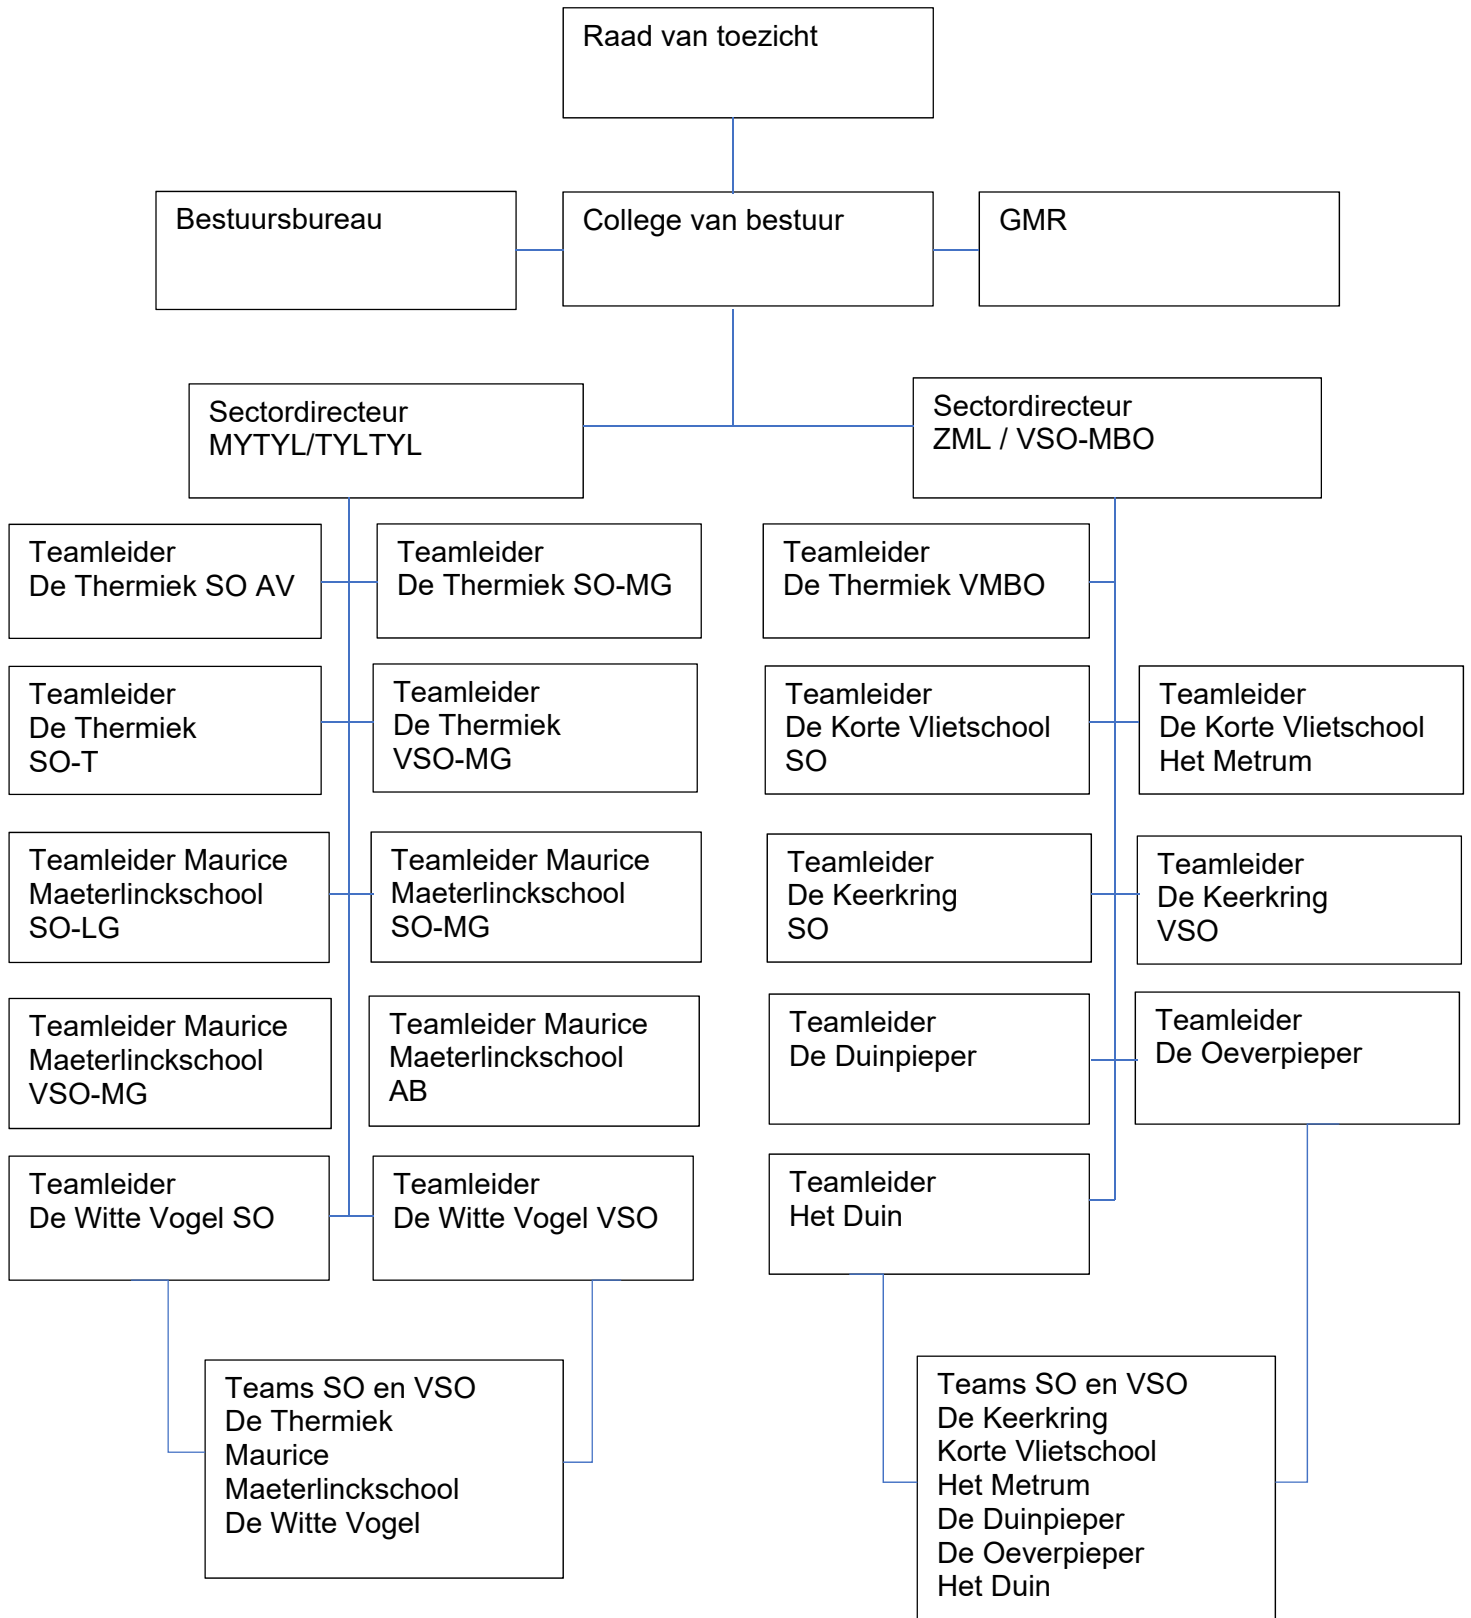 Raad van toezicht
Bestuursbureau
College van bestuur
GMR
Sectordirecteur
MYTYL/TYLTYL
Sectordirecteur
ZML / VSO-MBO
Teamleider
De Thermiek SO AV
Teamleider
De Thermiek SO-MG
Teamleider
De Thermiek VMBO
Teamleider
De Thermiek
SO-T
Teamleider
De Thermiek
VSO-MG
Teamleider
De Korte Vlietschool
SO
Teamleider
De Korte Vlietschool
Het Metrum
Teamleider Maurice
Maeterlinckschool
SO-LG
Teamleider Maurice
Maeterlinckschool
SO-MG
Teamleider
De Keerkring
SO
Teamleider
De Keerkring
VSO
Teamleider Maurice
Maeterlinckschool
VSO-MG
Teamleider Maurice
Maeterlinckschool
AB
Teamleider
De Duinpieper
Teamleider
De Oeverpieper
Teamleider
De Witte Vogel SO
Teamleider
De Witte Vogel VSO
Teamleider
Het Duin
Teams SO en VSO
De Thermiek
Maurice
Maeterlinckschool
De Witte Vogel
Teams SO en VSO
De Keerkring
Korte Vlietschool
Het Metrum
De Duinpieper
De Oeverpieper
Het Duin